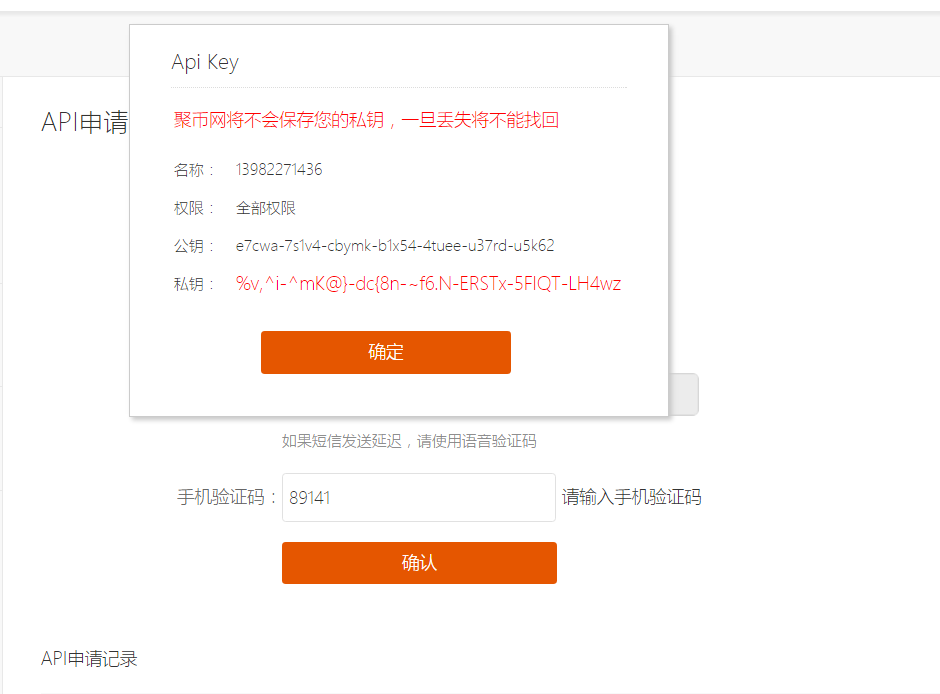 Api Key
聚币网将不会保存您的私钥，一旦丢失将不能找回
名称： 13982271436
权限： 全部权限
公钥： e7cwa-7s1v4-cbymk-b1x54-4tuee-u37rd-u5k62
私钥： %v,^i-^mK@}-dc{8n-~f6.N-ERSTx-5FIQT-LH4wz
确定
API申请
如果短信发送延迟，请使用语音验证码
手机验证码： 89141 请输入手机验证码
确认
API申请记录